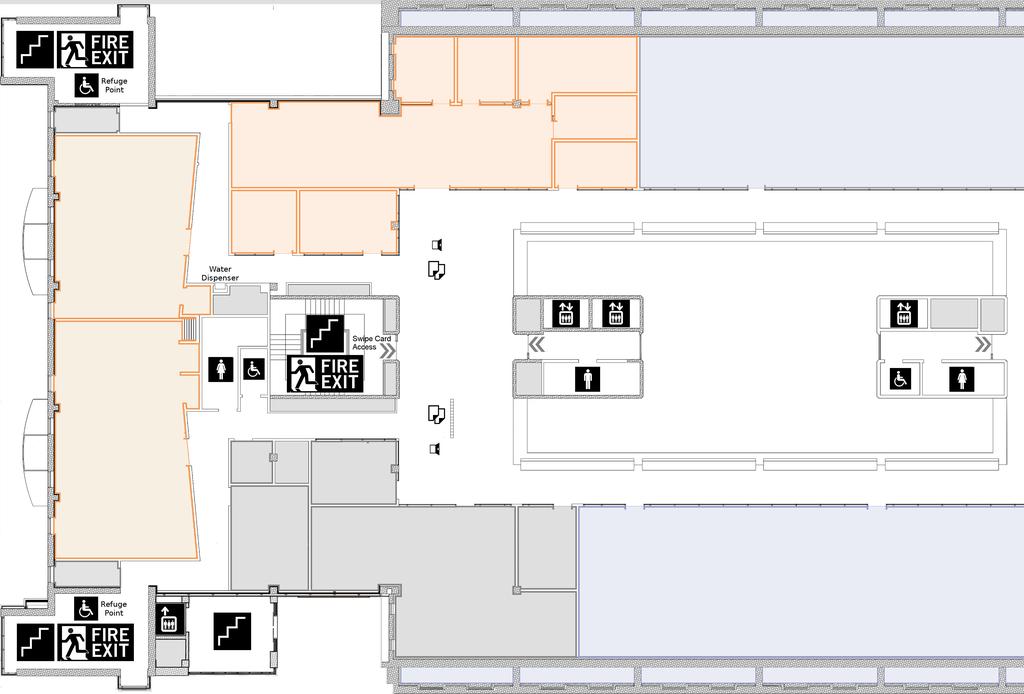 FIRE
EXIT
Refuge
Point
Water
Dispenser
Swipe Card
Access
FIRE
EXIT
Refuge
Point
FIRE
EXIT